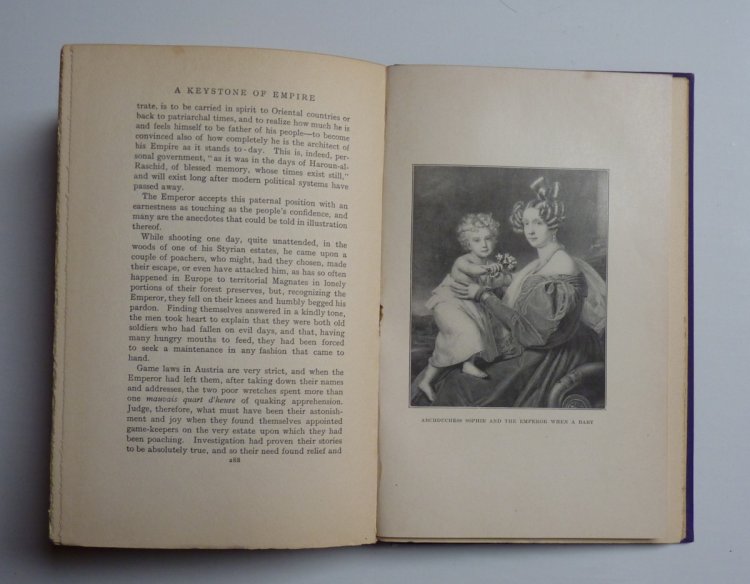 A KEYSTONE OF EMPIRE
trate, is to be carried in spirit to Oriental countries or
back to patriarchal times, and to realize how much he is
and feels himself to be father of his people—to become
convinced also of how completely he is the architect of
his Empire as it stands to-day. This is, indeed, per-
sonal government, "as it was in the days of Haroun-al-
Raschid, of blessed memory, whose times exist still,"
and will exist long after modern political systems have
passed away.
The Emperor accepts this paternal position with an
earnestness as touching as the people's confidence, and
many are the anecdotes that could be told in illustration
thereof.
While shooting one day, quite unattended, in the
woods of one of his Styrian estates, he came upon a
couple of poachers, who might, had they chosen, made
their escape, or even have attacked him, as has so often
happened in Europe to territorial Magnates in lonely
portions of their forest preserves, but, recognizing the
Emperor, they fell on their knees and humbly begged his
pardon. Finding themselves answered in a kindly tone,
the men took heart to explain that they were both old
soldiers who had fallen on evil days, and that, having
many hungry mouths to feed, they had been forced
to seek a maintenance in any fashion that came to
hand.
Game laws in Austria are very strict, and when the
Emperor had left them, after taking down their names
and addresses, the two poor wretches spent more than
one mauvais quart d'heure of quaking apprehension.
Judge, therefore, what must have been their astonish-
ment and joy when they found themselves appointed
game-keepers on the very estate upon which they had
been poaching. Investigation had proven their stories
to be absolutely true, and so their need found relief and
288
ARCHDUCHESS SOPHIE AND THE EMPEROR WHEN A BABY